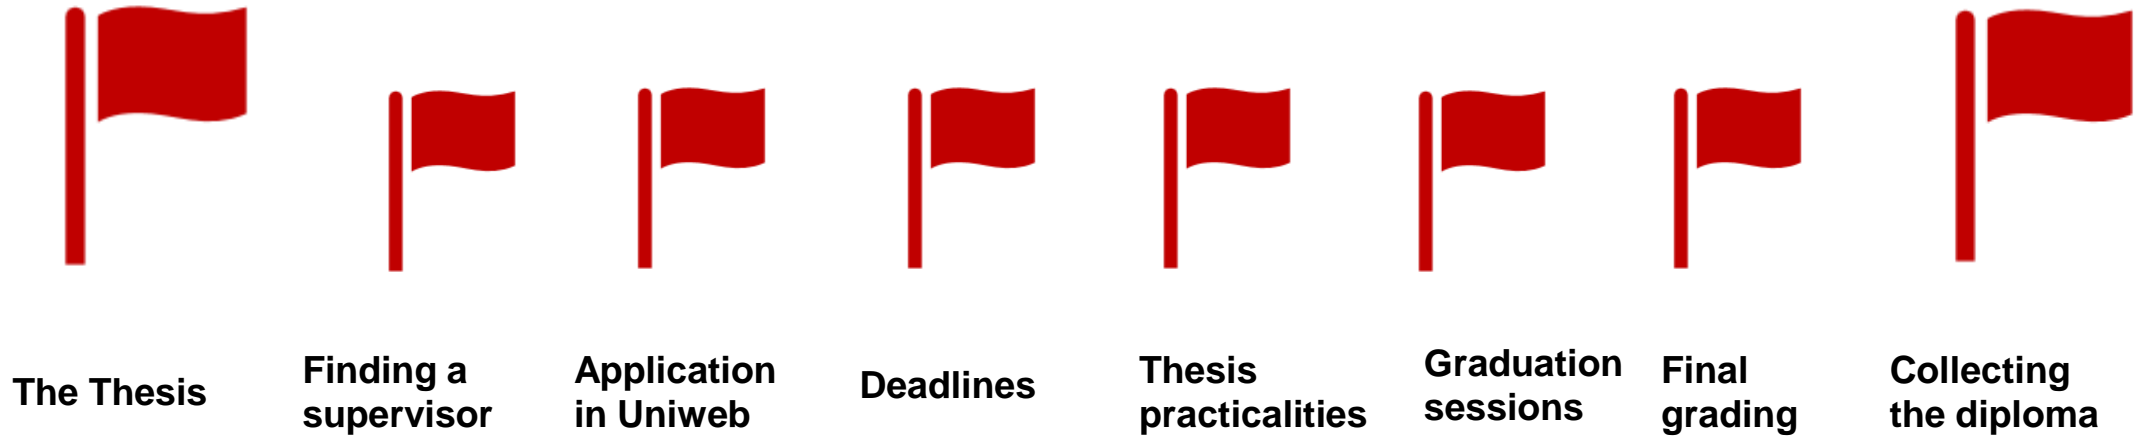 The Thesis
Finding a
supervisor
Application
in Uniweb
Deadlines
Thesis
practicalities
Graduation
sessions
Final
grading
Collecting
the diploma